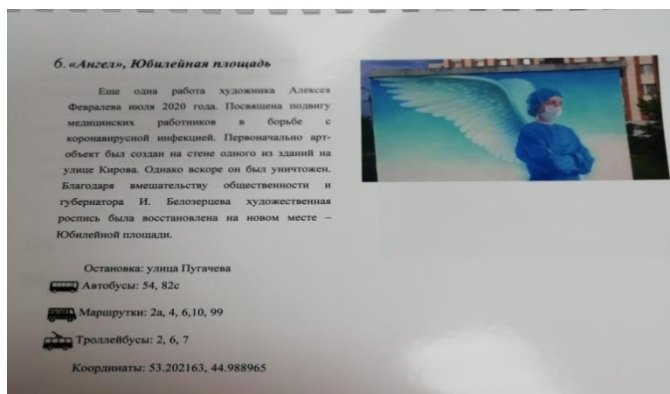 6. «Ангел», Юбилейная площадь
Еще одна работа художника Алексея
Февралева июля 2020 года. Посвящена подвигу
медицинских работников в борьбе с
коронавирусной инфекцией. Первоначально арт-
объект был создан на стене одного из зданий на
улице Кирова. Однако вскоре он был уничтожен.
Благодаря вмешательству общественности и
губернатора И. Белозерцева художественная
роспись была восстановлена на новом месте –
Юбилейной площади.
Остановка: улица Пугачева
Автобусы: 54, 82с
Маршрутки: 2а, 4, 6,10, 99
Троллейбусы: 2, 6, 7
Координаты: 53.202163, 44.988965